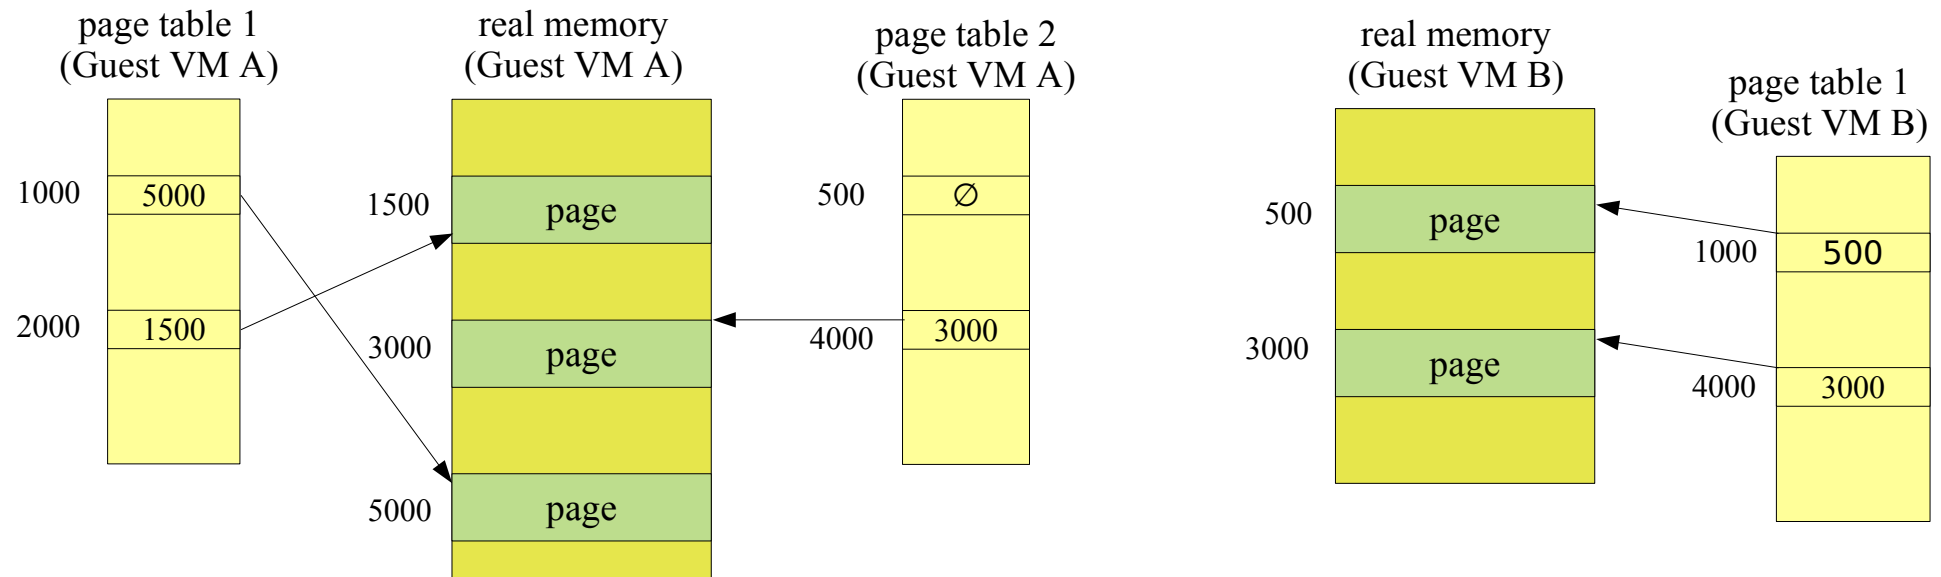 page table 1
(Guest VM A)
1000
5000
2000
1500
real memory
(Guest VM A)
1500
page
3000
page
5000
page
page table 2
(Guest VM A)
500
∅
4000
3000
real memory
(Guest VM B)
500
page
3000
page
page table 1
(Guest VM B)
1000
500
4000
3000